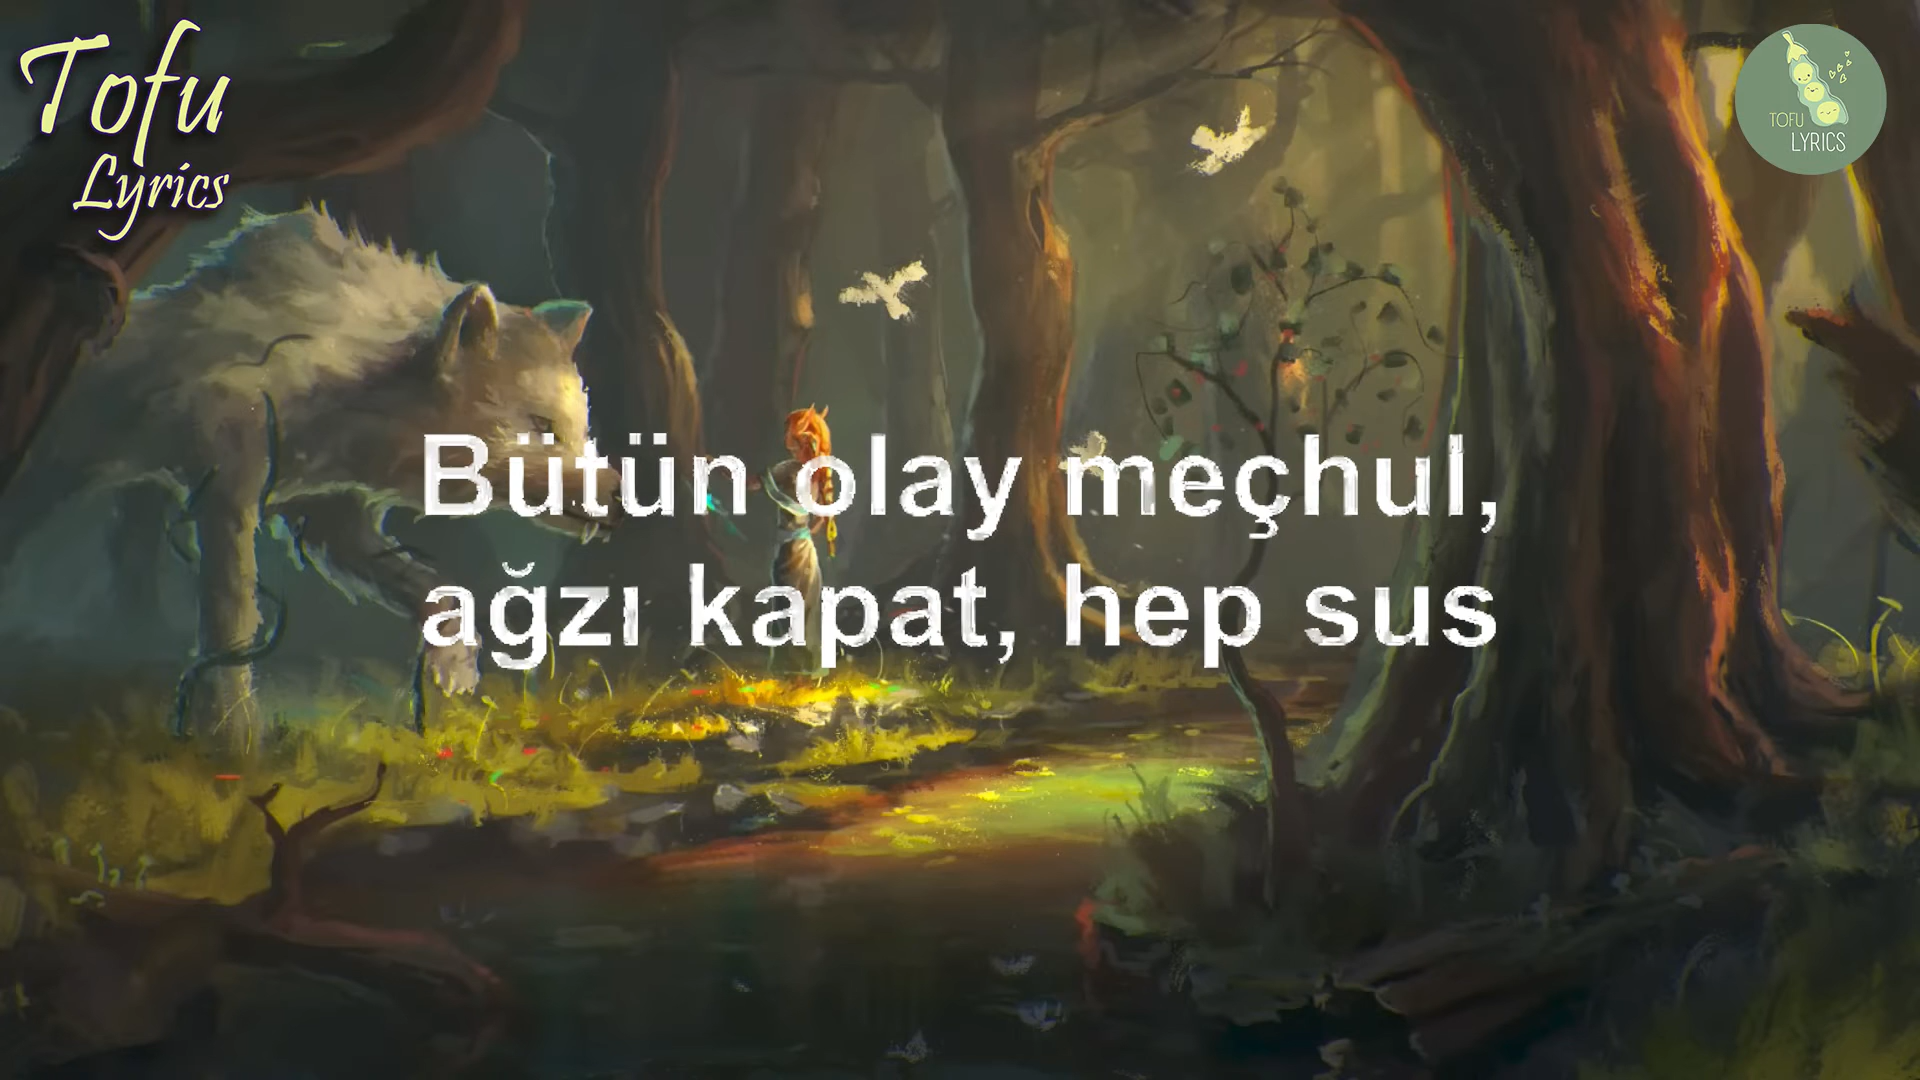 Tofu
Lyrics
TOFU
LYRICS
Bütün olay meçhul,
ağzı kapat, hep sus